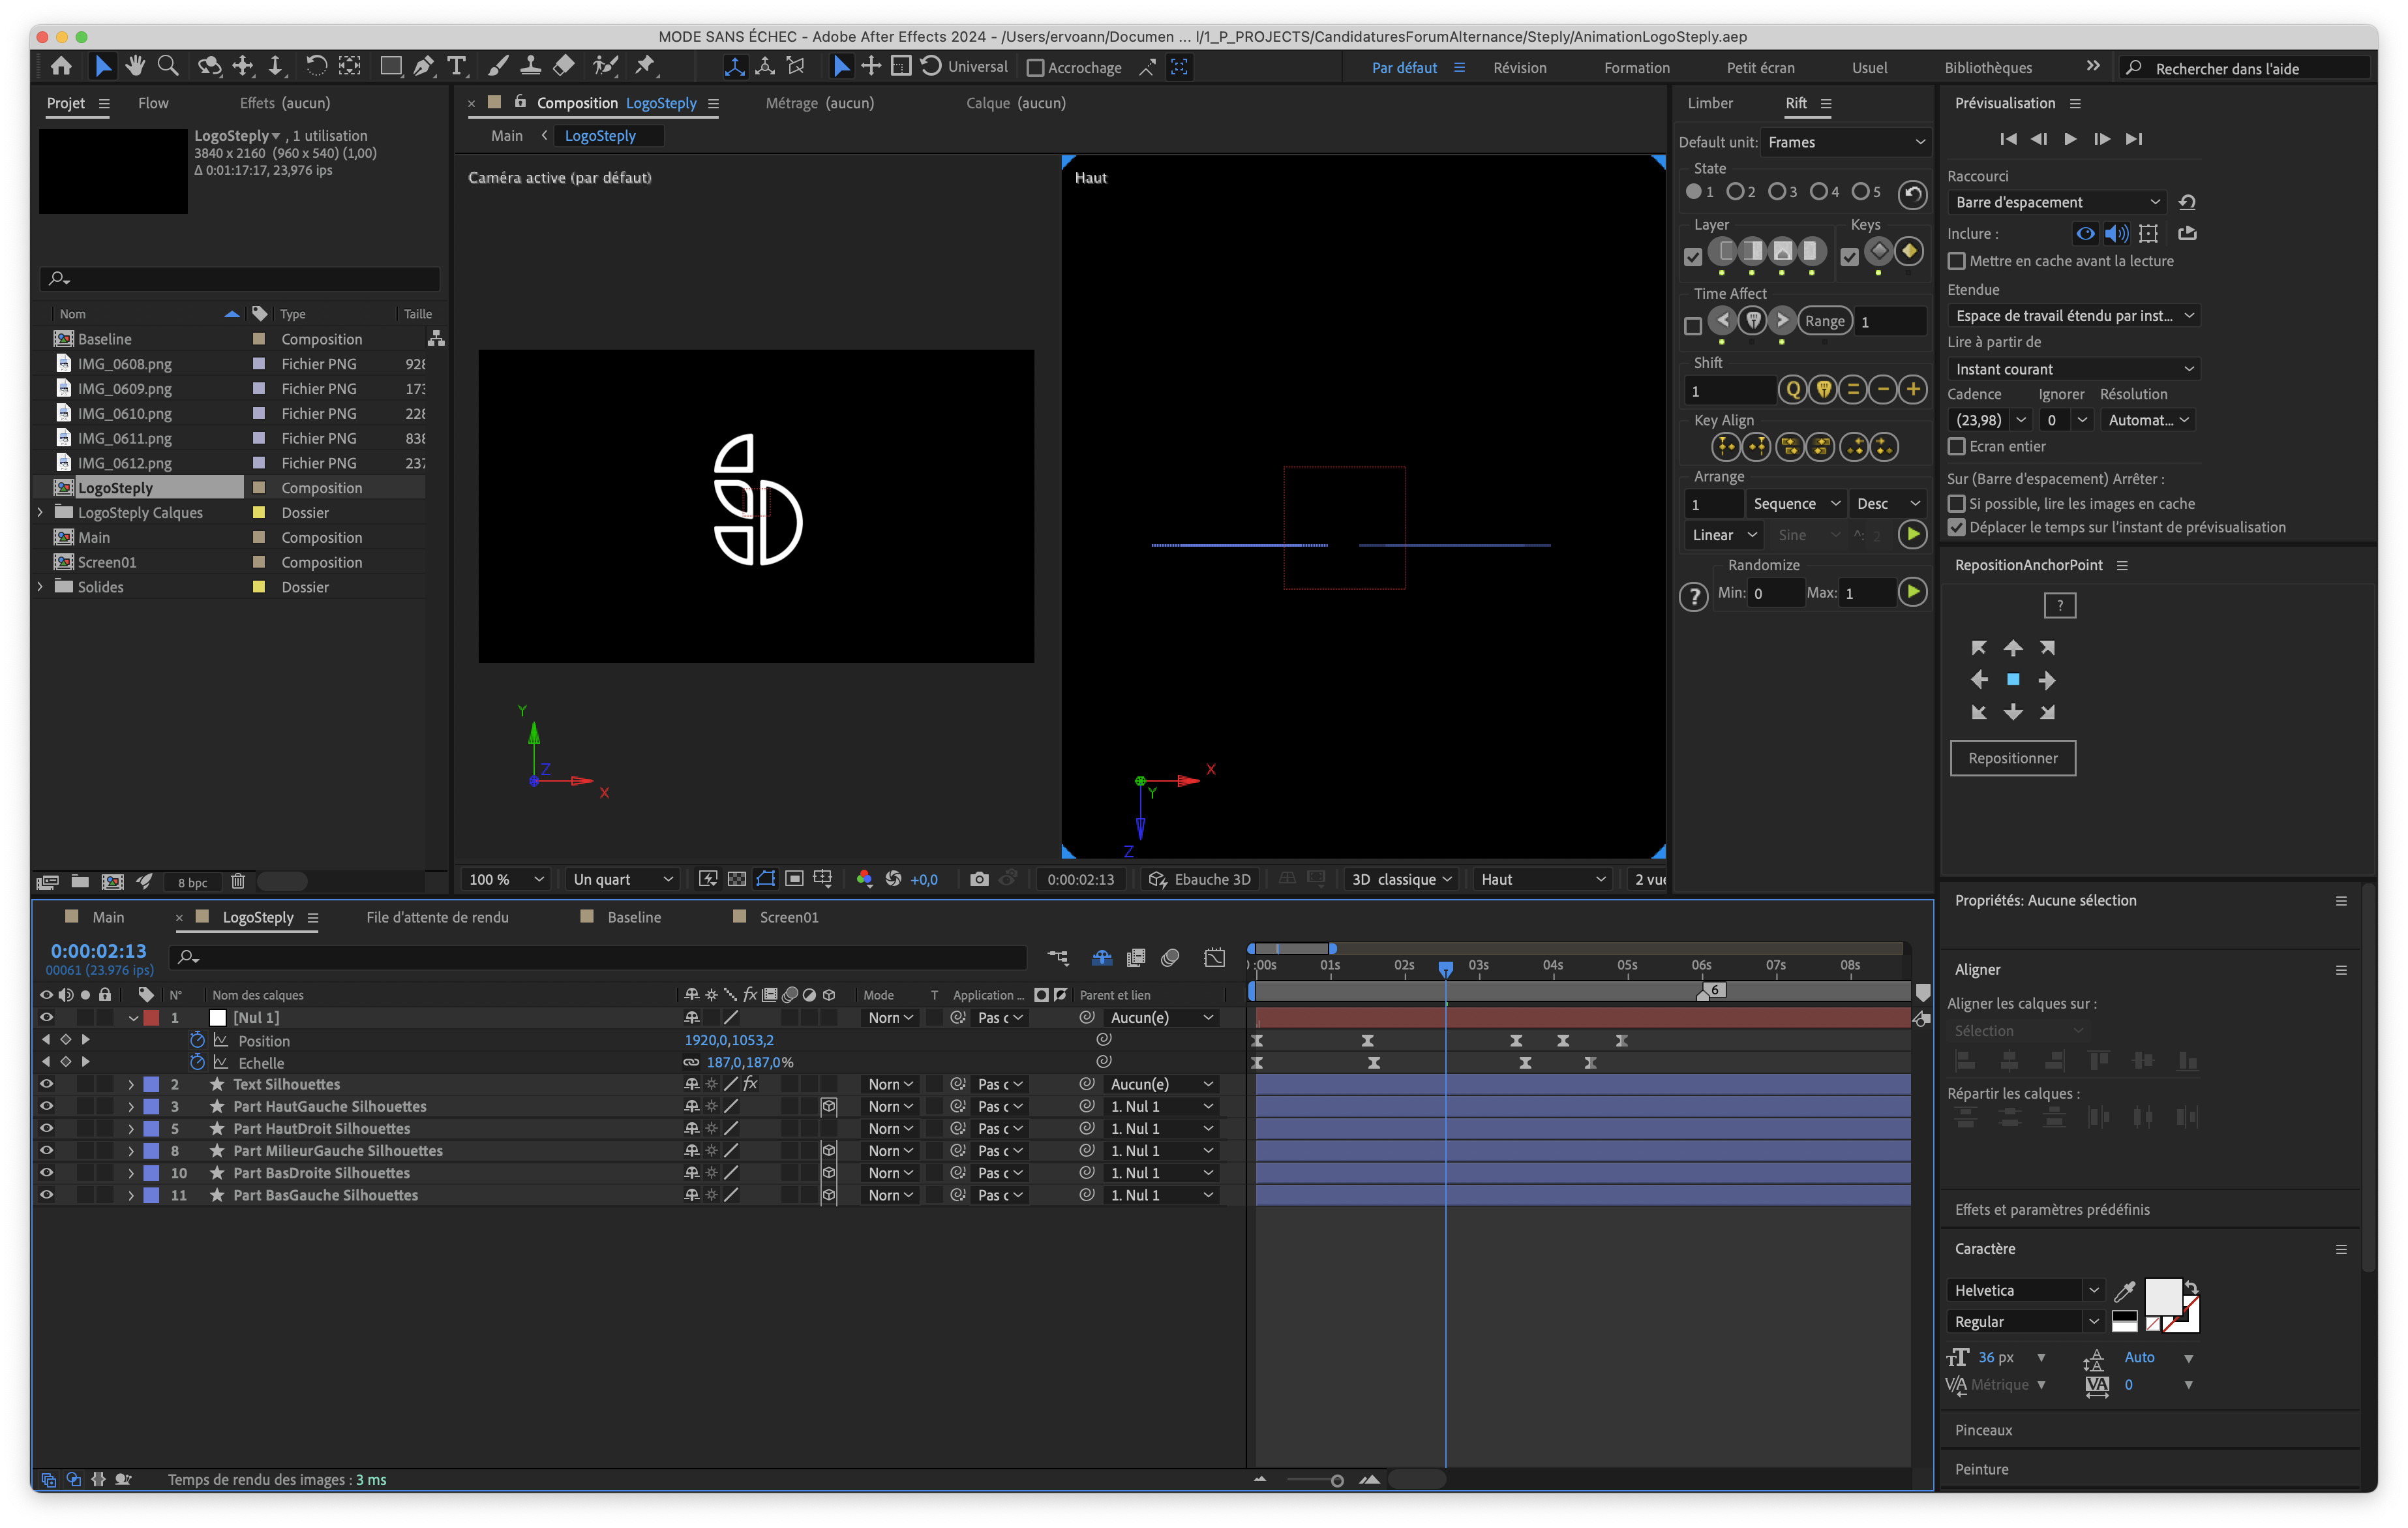 MODE SANS ÉCHEC - Adobe After Effects 2024 - /Users/ervoann/Documen ... l/1_P_PROJECTS/CandidaturesForumAlternance/Steply/AnimationLogoSteply.aep
Universal Accrochage Par défaut Révision Formation Petit écran Usuel Bibliothèques Rechercher dans l'aide
Projet Flow Effets (aucun)
LogoSteply , 1 utilisation
3840 x 2160 (960 x 540) (1,00)
Δ 0:01:17:17, 23,976 ips
Nom Type Taille
Baseline Composition
IMG_0608.png Fichier PNG 928
IMG_0609.png Fichier PNG 173
IMG_0610.png Fichier PNG 228
IMG_0611.png Fichier PNG 838
IMG_0612.png Fichier PNG 237
LogoSteply Composition
LogoSteply Calques Dossier
Main Composition
Screen01 Composition
Solides Dossier
8 bpc
Composition LogoSteply Métrage (aucun) Calque (aucun)
Main LogoSteply
Caméra active (par défaut)
Haut
Y
Z
X
X
Y
Z
100 % Un quart +0,0 0:00:02:13 Ebauche 3D 3D classique Haut 2 vue
Limber Rift
Default unit: Frames
State
1 2 3 4 5
Layer Keys
Time Affect
Range 1
Shift
1 Q = − +
Key Align
Arrange
1 Sequence Desc
Linear Sine ^: 2
Randomize
? Min: 0 Max: 1
Prévisualisation
Raccourci
Barre d'espacement
Inclure :
Mettre en cache avant la lecture
Etendue
Espace de travail étendu par inst...
Lire à partir de
Instant courant
Cadence Ignorer Résolution
(23,98) 0 Automat...
Ecran entier
Sur (Barre d'espacement) Arrêter :
Si possible, lire les images en cache
Déplacer le temps sur l'instant de prévisualisation
RepositionAnchorPoint
?
Repositionner
Propriétés: Aucune sélection
Aligner
Aligner les calques sur :
Sélection
Répartir les calques :
Effets et paramètres prédéfinis
Caractère
Helvetica
Regular
36 px Auto
Métrique 0
Pinceaux
Peinture
Main LogoSteply File d'attente de rendu Baseline Screen01
0:00:02:13
00061 (23.976 ips)
:00s 01s 02s 03s 04s 05s 06s 07s 08s
N° Nom des calques fx Mode T Application ... Parent et lien 6
1 [Nul 1] Norn Pas c Aucun(e)
Position 1920,0,1053,2
Echelle 187,0,187,0%
2 Text Silhouettes fx Norn Pas c Aucun(e)
3 Part HautGauche Silhouettes Norn Pas c 1. Nul 1
5 Part HautDroit Silhouettes Norn Pas c 1. Nul 1
8 Part MilieurGauche Silhouettes Norn Pas c 1. Nul 1
10 Part BasDroite Silhouettes Norn Pas c 1. Nul 1
11 Part BasGauche Silhouettes Norn Pas c 1. Nul 1
Temps de rendu des images : 3 ms